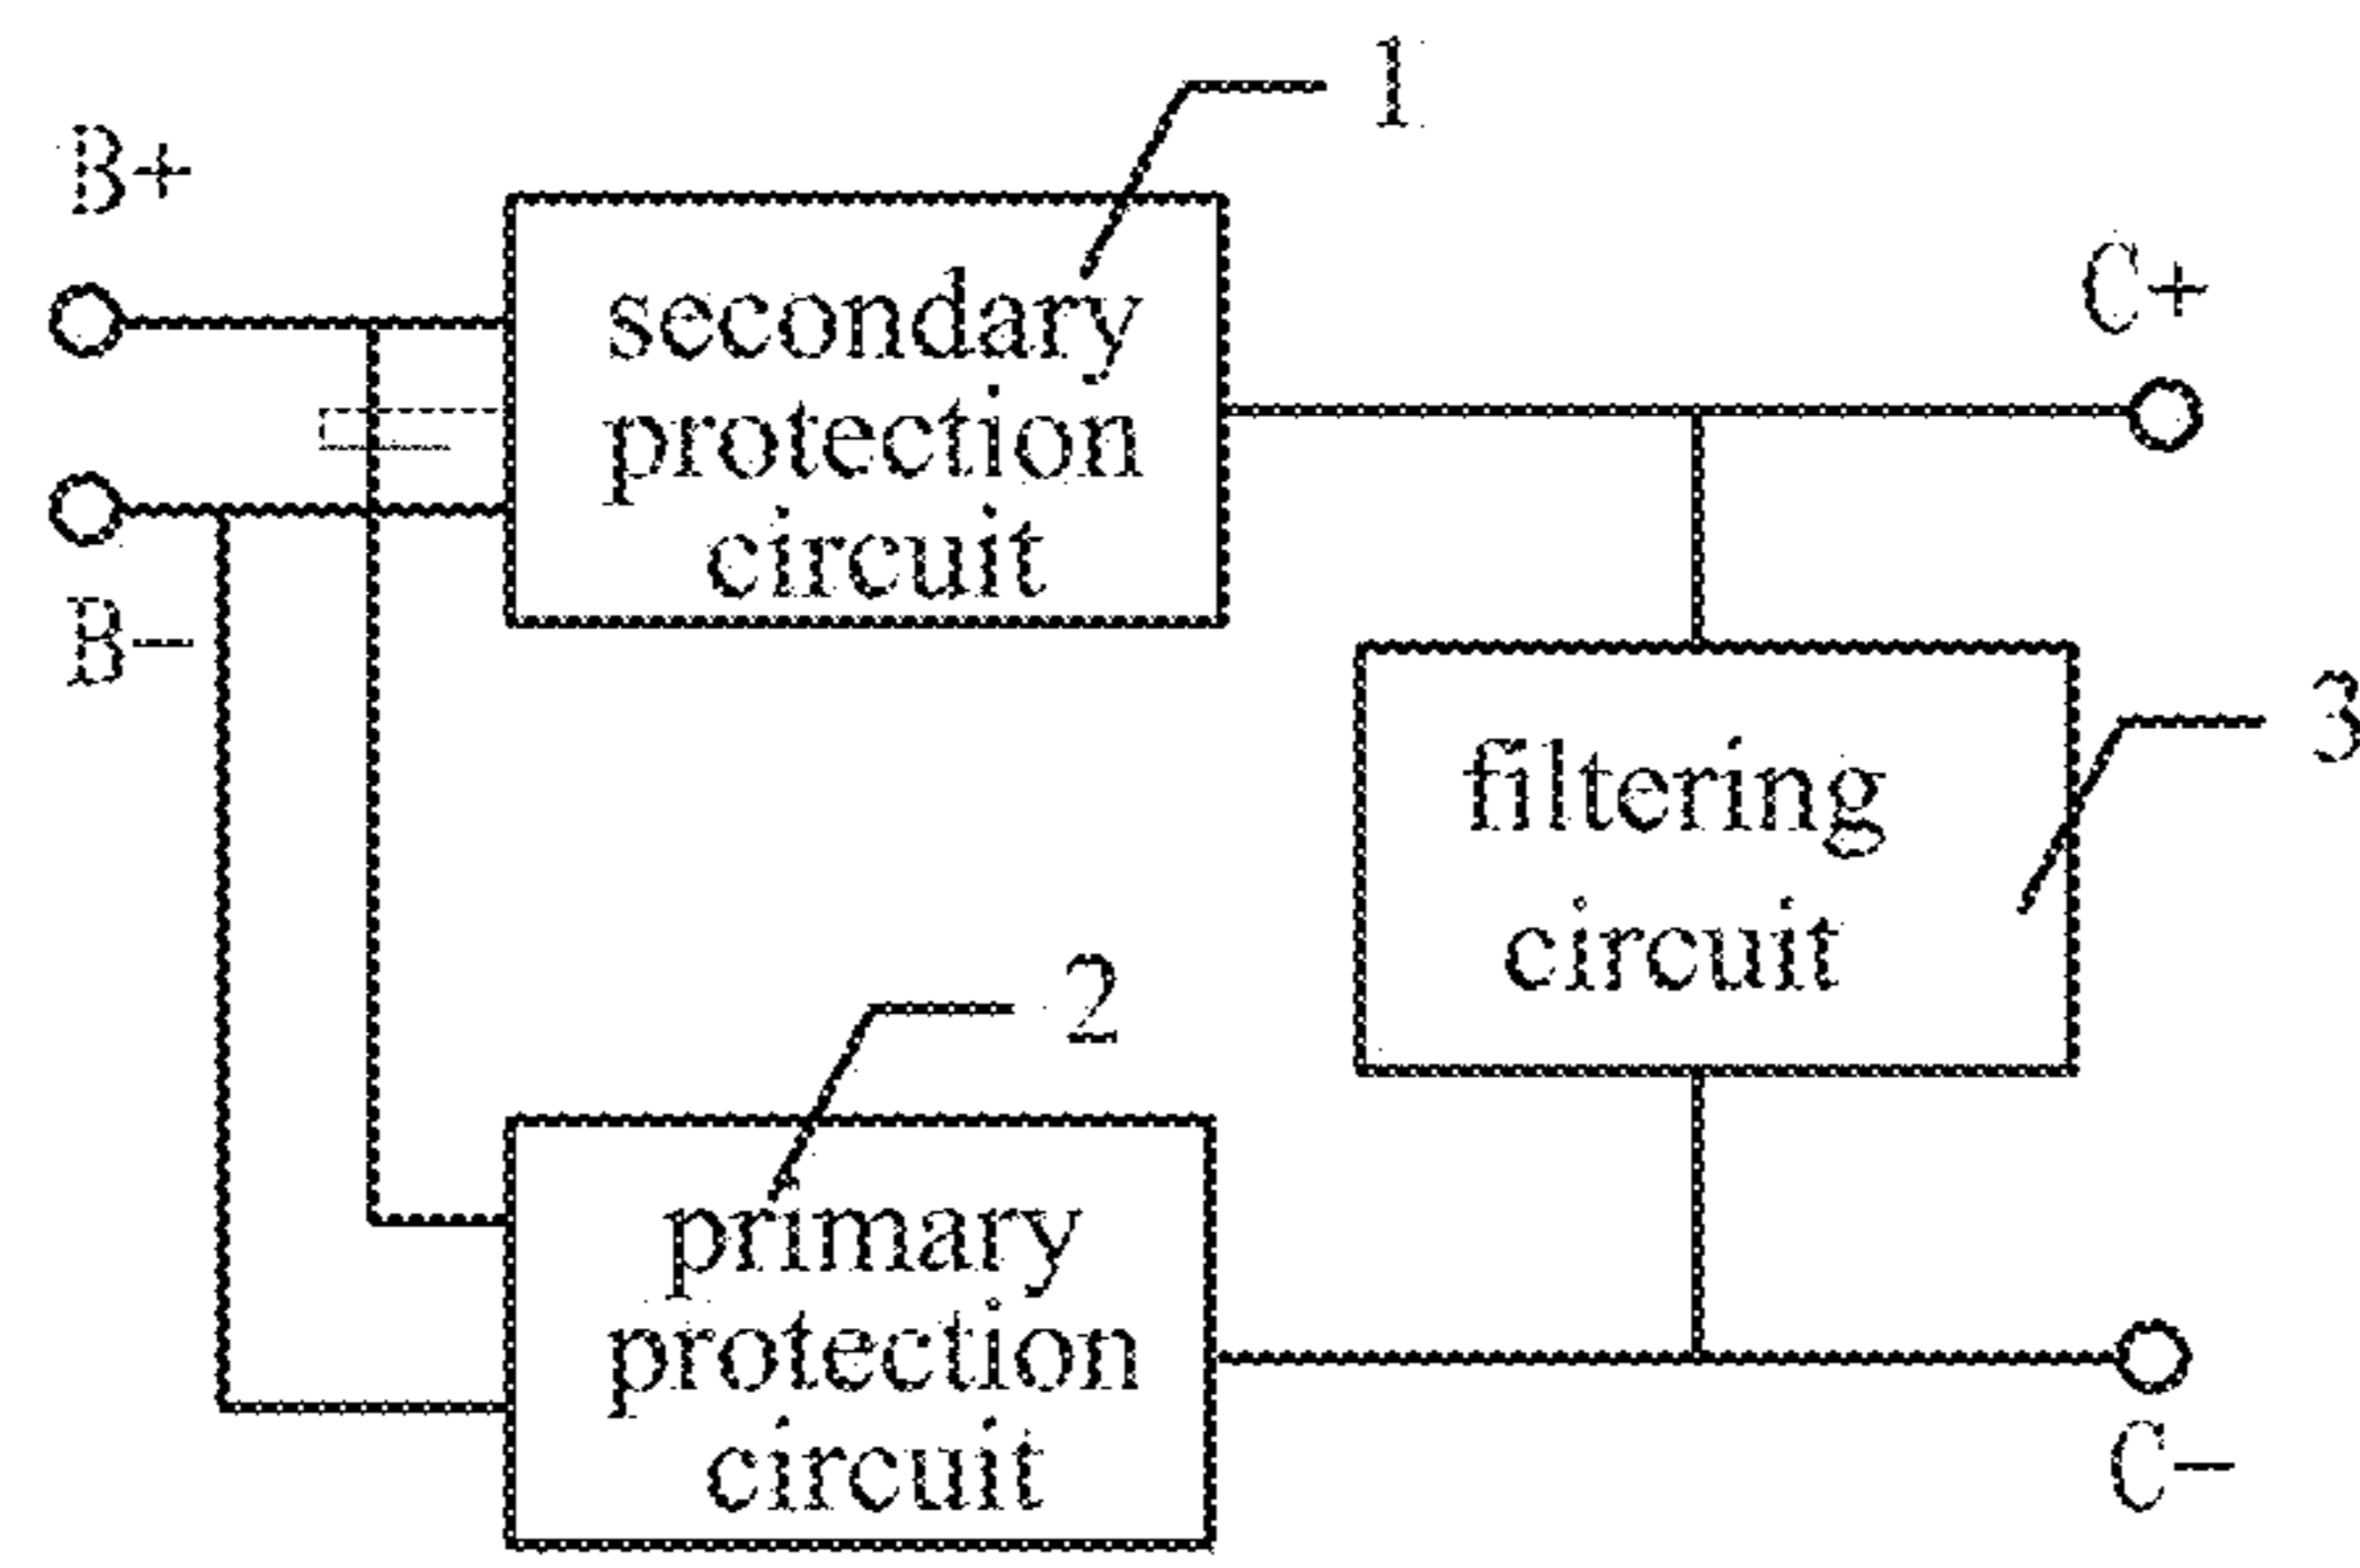 1
B+
secondary
protection
circuit
C+
B-
filtering
circuit
3
2
primary
protection
circuit
C-